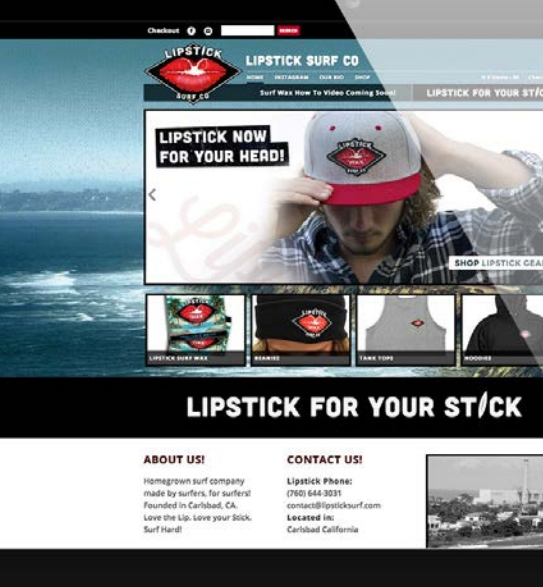 Checkout
SEARCH
LIPSTICK
SURF CO
LIPSTICK SURF CO
HOME INSTAGRAM OUR BIO SHOP
Surf Wax How To Video Coming Soon!
LIPSTICK FOR YOUR STIC
LIPSTICK NOW
FOR YOUR HEAD!
LIPSTICK
SHOP LIPSTICK GEAR
LIPSTICK SURF WAX
BEANIES
TANK TOPS
HOODIES
LIPSTICK FOR YOUR STICK
ABOUT US!
Homegrown surf company
made by surfers, for surfers!
Founded in Carlsbad, CA.
Love the Lip. Love your Stick.
Surf Hard!
CONTACT US!
Lipstick Phone:
(760) 644-3031
contact@lipsticksurf.com
Located in:
Carlsbad California